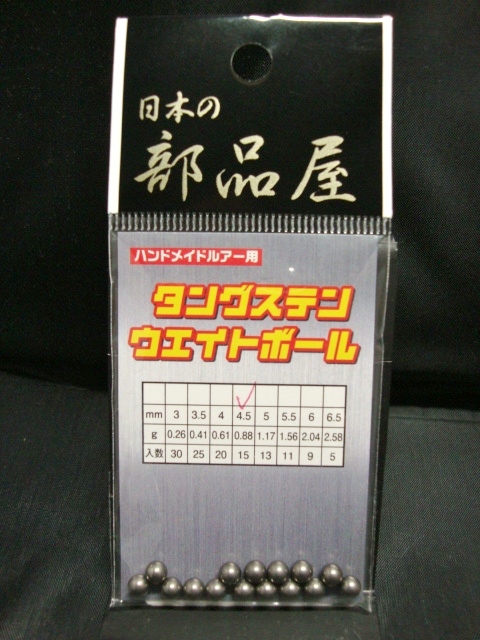 日本の
部品屋
ハンドメイドルアー用
タングステン
ウエイトボール
mm 3 3.5 4 4.5 5 5.5 6 6.5
g 0.26 0.41 0.61 0.88 1.17 1.56 2.04 2.58
入数 30 25 20 15 13 11 9 5